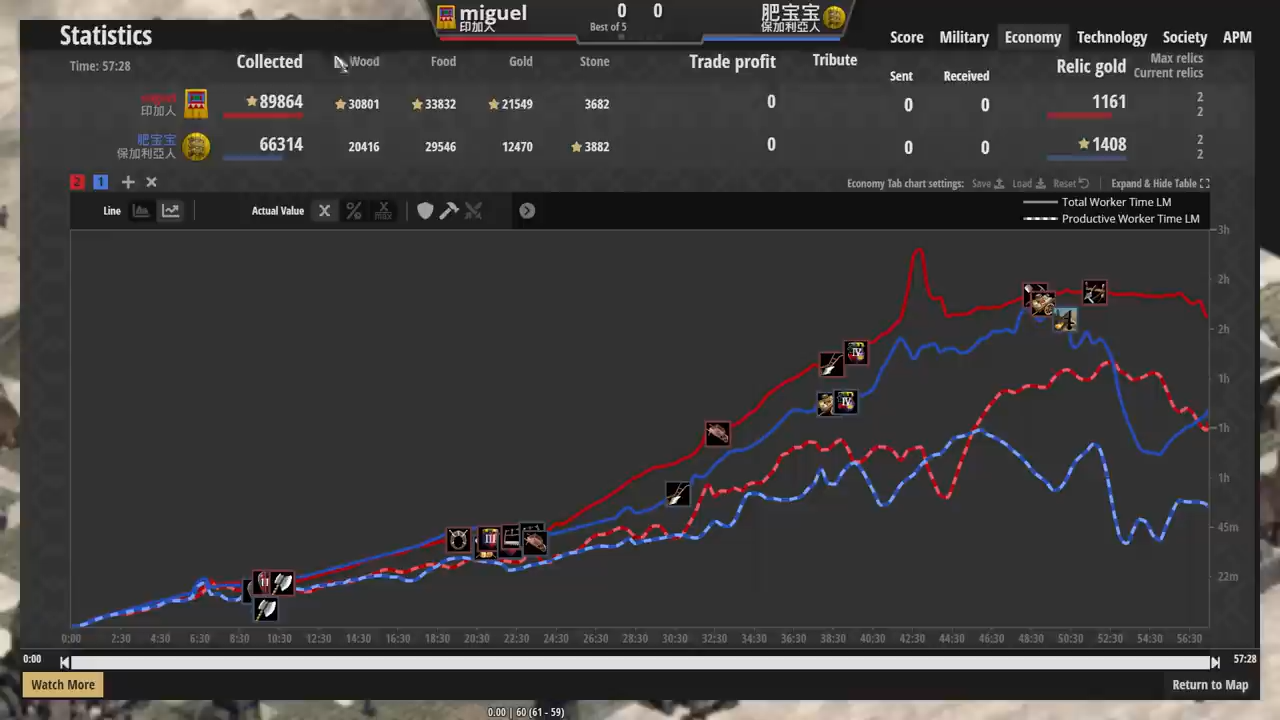 miguel 0 0 肥宝宝
印加人 Best of 5 保加利亞人
Statistics
Score Military Economy Technology Society APM
Time: 57:28
Collected Wood Food Gold Stone Trade profit Tribute Sent Received Relic gold Max relics
Current relics
miguel 89864 30801 33832 21549 3682 0 0 0 1161 2
印加人 2
肥宝宝 66314 20416 29546 12470 3882 0 0 0 1408 2
保加利亞人 2
2 1 Economy Tab chart settings: Save Load Reset Expand & Hide Table
Line Actual Value X % X max Total Worker Time LM
Productive Worker Time LM
3h
2h
2h
1h
1h
1h
45m
22m
IV
IV
III
II
0:00 2:30 4:30 6:30 8:30 10:30 12:30 14:30 16:30 18:30 20:30 22:30 24:30 26:30 28:30 30:30 32:30 34:30 36:30 38:30 40:30 42:30 44:30 46:30 48:30 50:30 52:30 54:30 56:30
0:00 57:28
Watch More Return to Map
0.00 | 60 (61 - 59)